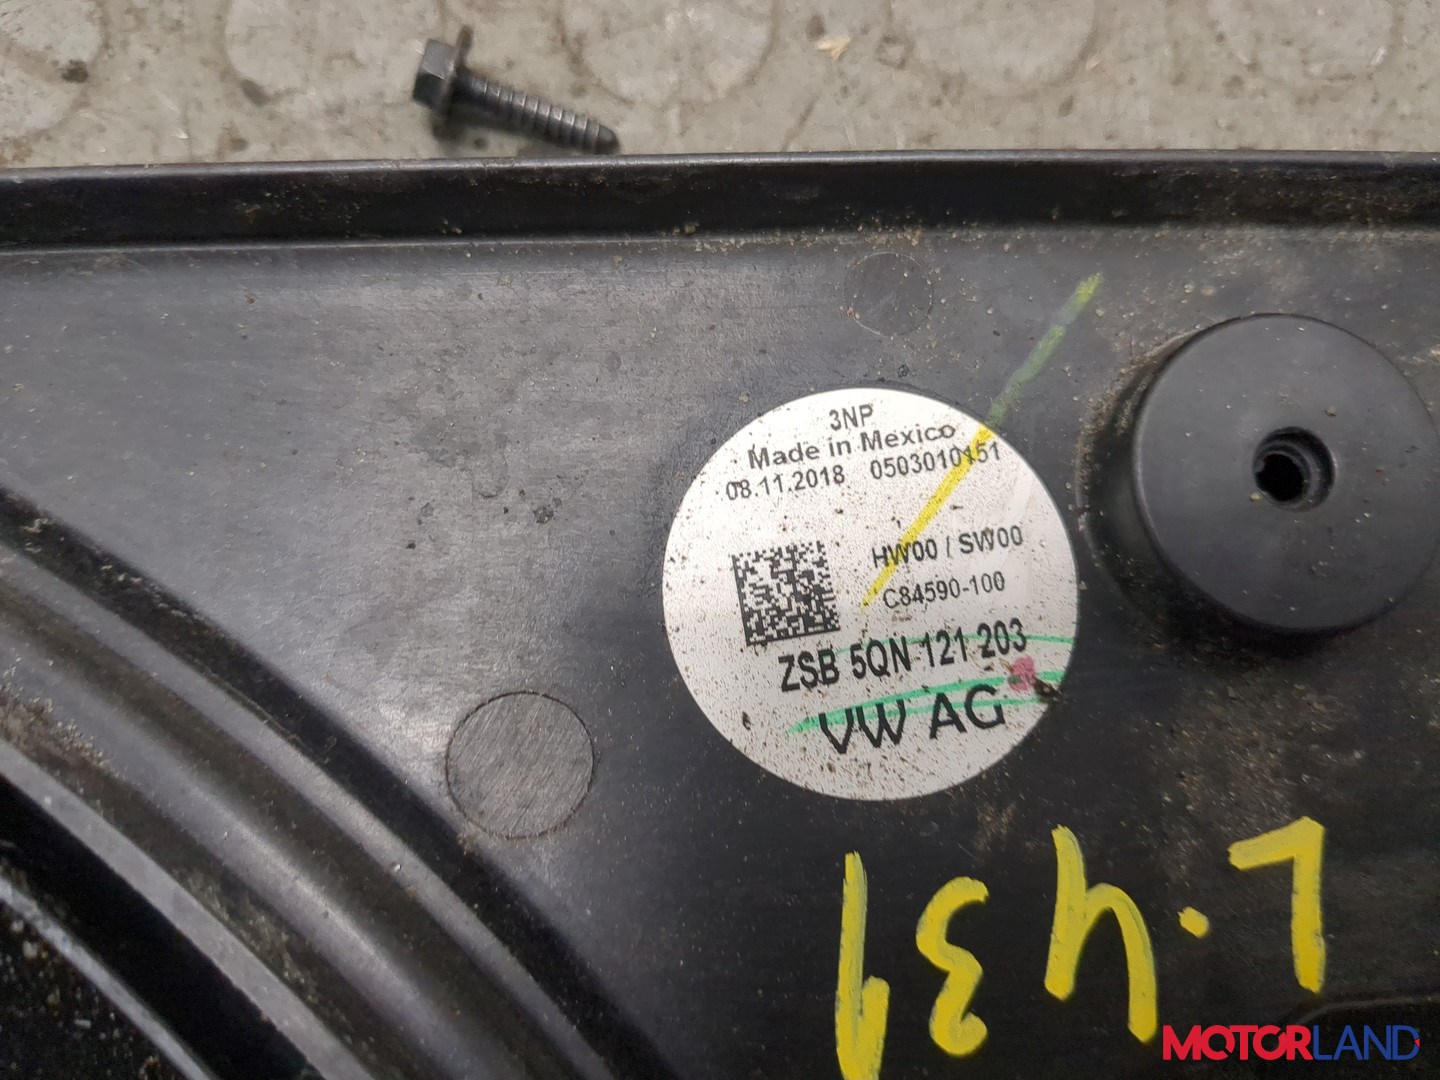 3NP
Made in Mexico
08.11.2018 0503010151
HW00 / SW00
C84590-100
ZSB 5QN 121 203
VW AG
MOTORLAND